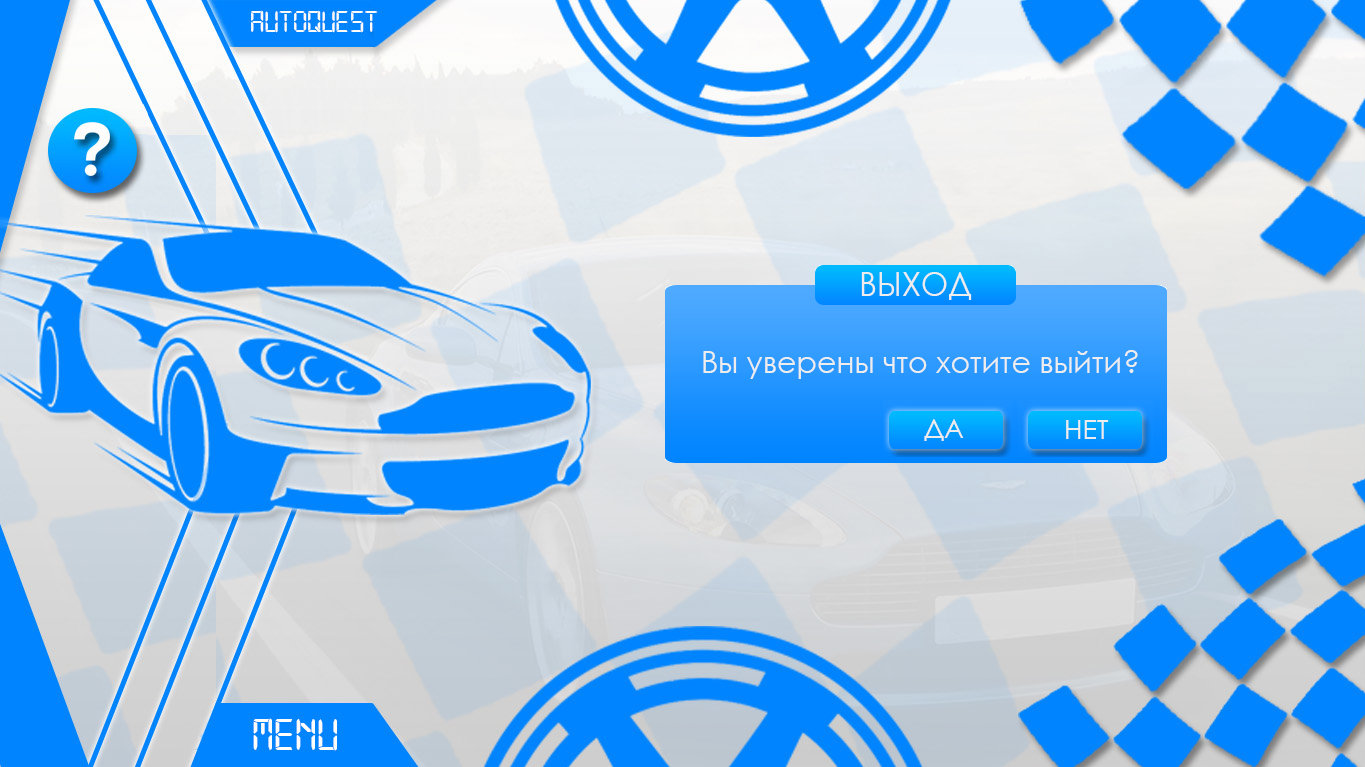 AUTOQUEST
?
ВЫХОД
Вы уверены что хотите выйти?
ДА НЕТ
MENU